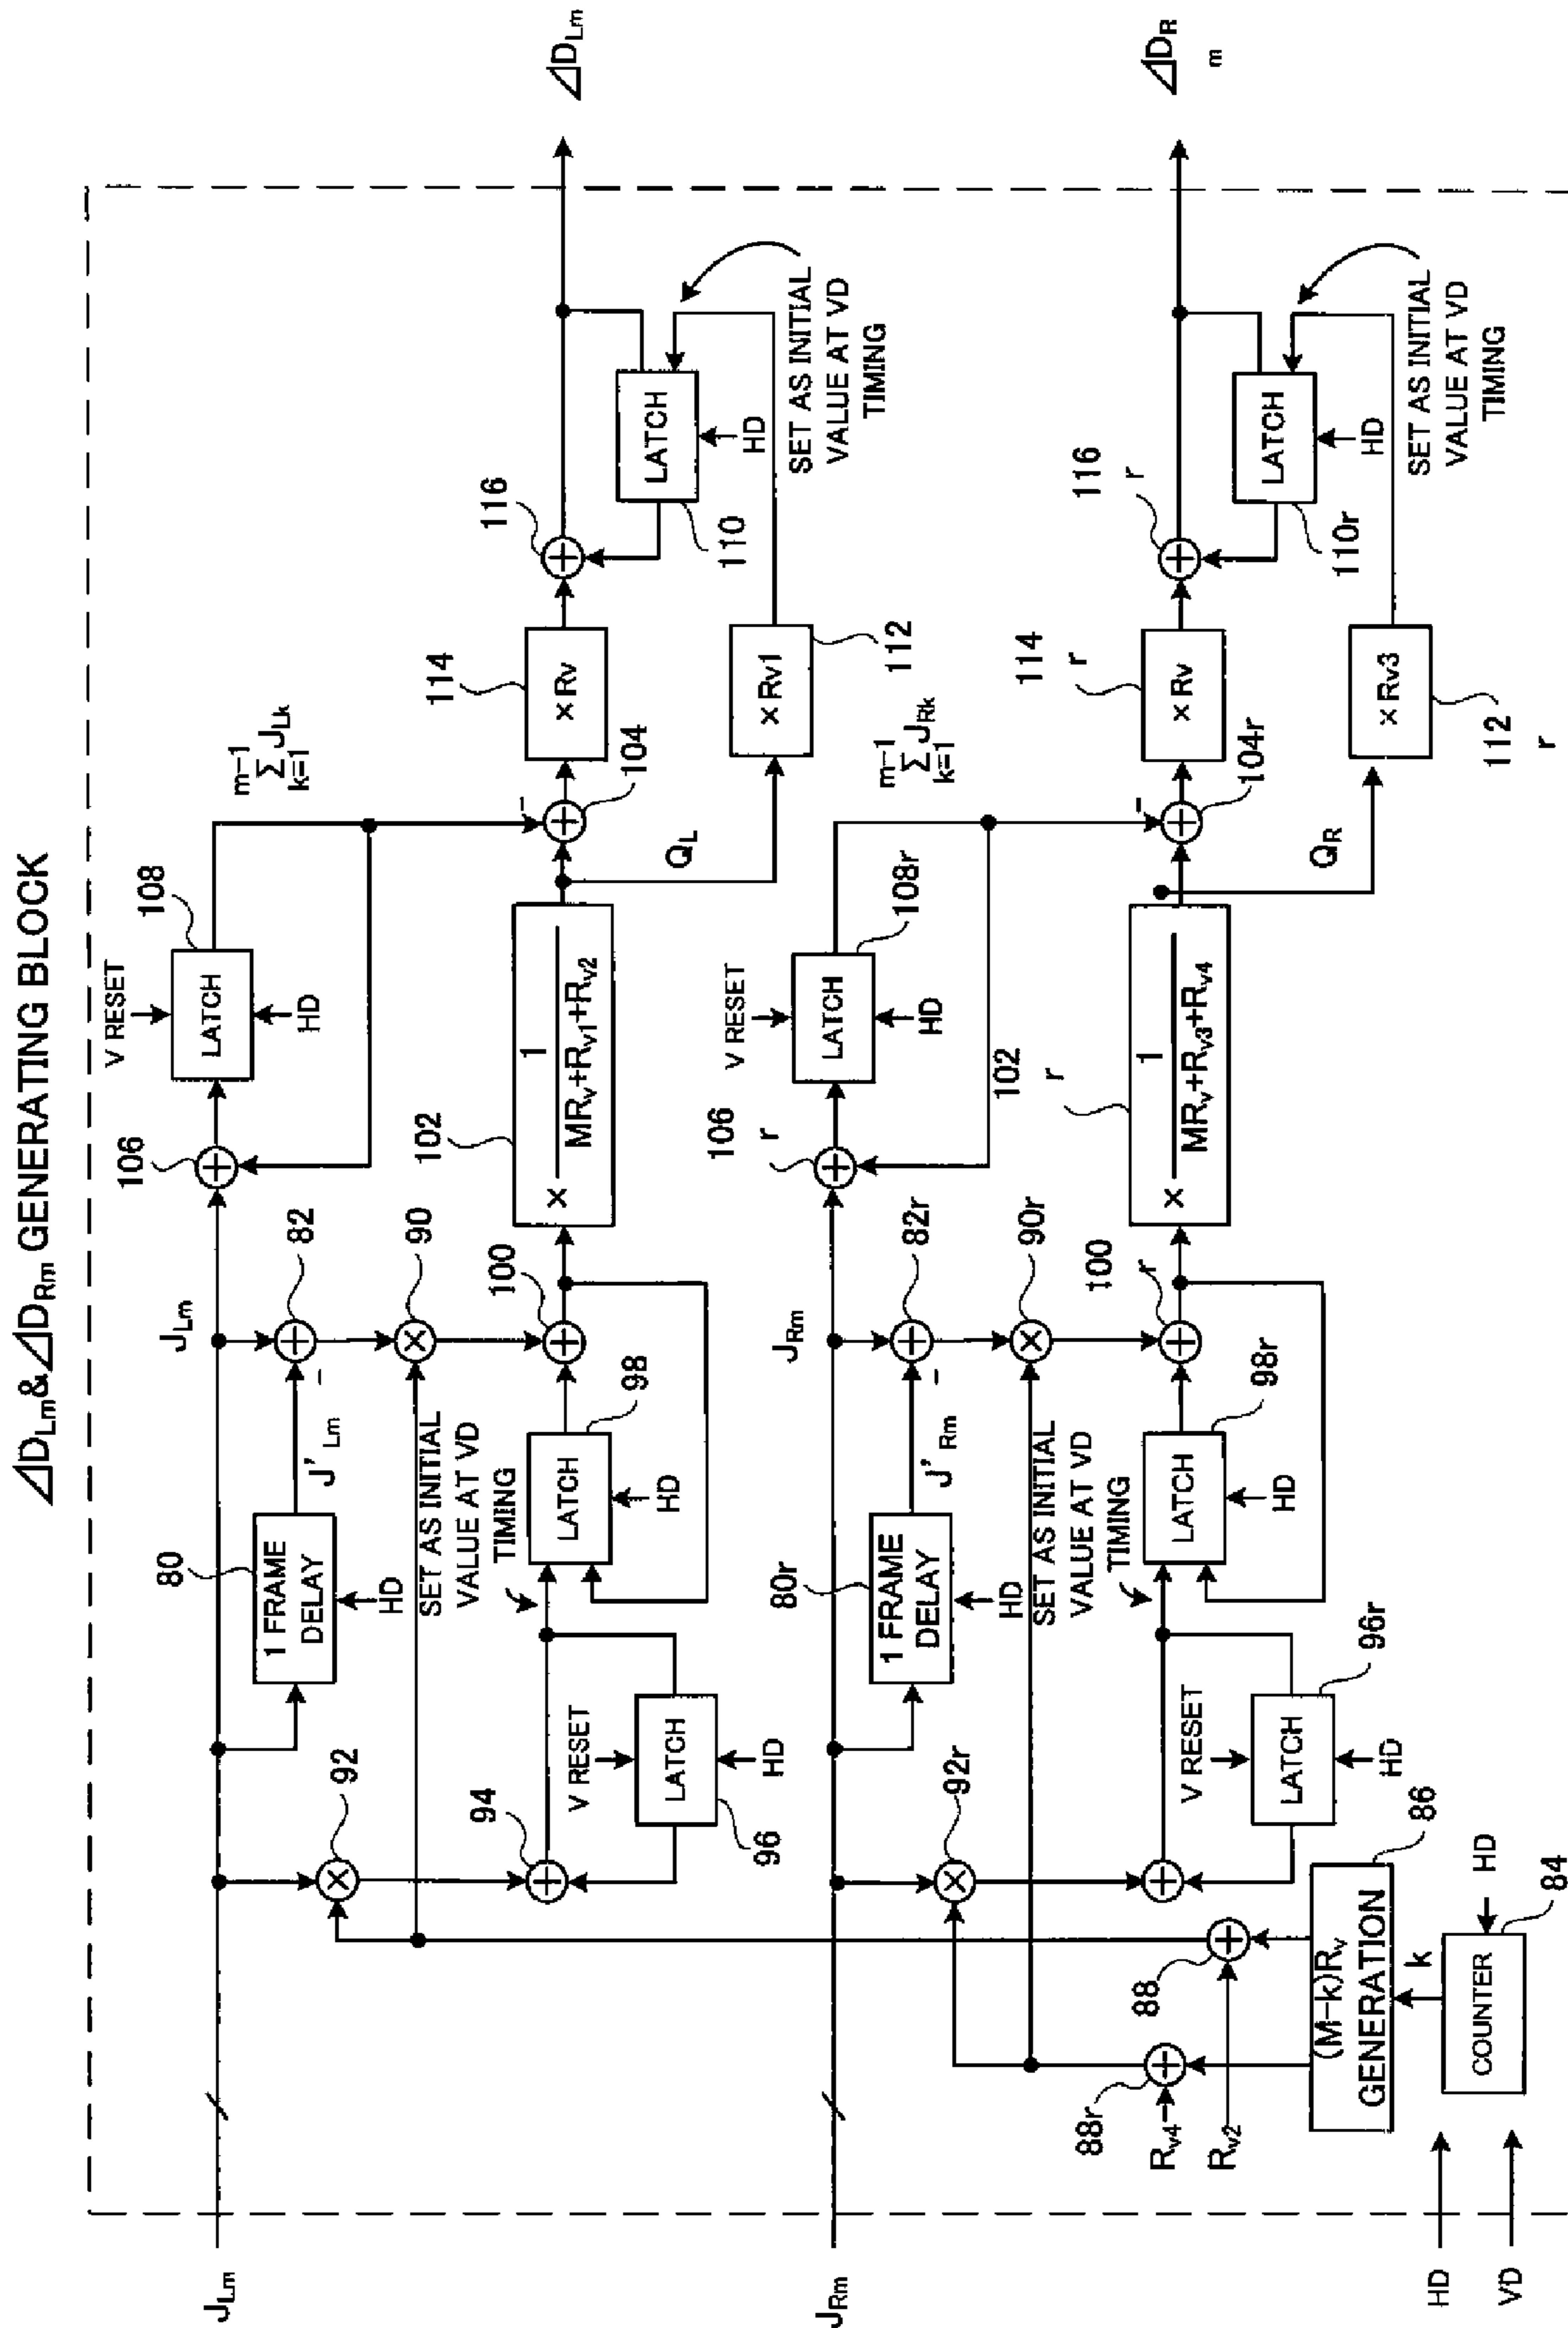 ΔD_Lm & ΔD_Rm GENERATING BLOCK
J_Lm
80
1 FRAME
DELAY
HD
J'_Lm
–
J_Lm
82
90
92
94
V RESET
LATCH
HD
96
SET AS INITIAL
VALUE AT VD
TIMING
LATCH
HD
98
100
102
×
1
MR_v+R_v1+R_v2
106
V RESET
LATCH
HD
108
m-1
Σ J_Lk
k=1
–
104
Q_L
114
×Rv
×Rv1
112
116
LATCH
HD
110
SET AS INITIAL
VALUE AT VD
TIMING
ΔD_Lm
J_Rm
80r
1 FRAME
DELAY
HD
J'_Rm
–
J_Rm
82r
90r
92r
V RESET
LATCH
HD
96r
SET AS INITIAL
VALUE AT VD
TIMING
LATCH
HD
98r
100
r
102
r
×
1
MR_v+R_v3+R_v4
106
r
V RESET
LATCH
HD
108r
m-1
Σ J_Rk
k=1
–
104r
Q_R
114
r
×Rv
×Rv3
112
r
116
r
LATCH
HD
110r
SET AS INITIAL
VALUE AT VD
TIMING
ΔD_R
m
88r
R_v4
R_v2
88
(M-k)R_v
GENERATION
86
k
COUNTER
HD
84
HD
VD